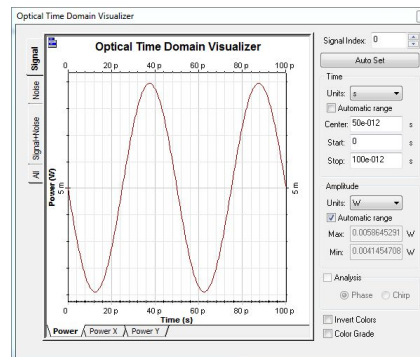 Optical Time Domain Visualizer
Optical Time Domain Visualizer
Signal
Noise
Signal+Noise
All
0 20 p 40 p 60 p 80 p 100 p
Power (W)
5 m
5 m
0 20 p 40 p 60 p 80 p 100 p
Time (s)
Power Power X Power Y
Signal Index: 0
Auto Set
Time
Units: s
Automatic range
Center: 50e-012 s
Start: 0 s
Stop: 100e-012 s
Amplitude
Units: W
Automatic range
Max: 0.0058645291 W
Min: 0.0041454708 W
Analysis
Phase Chirp
Invert Colors
Color Grade